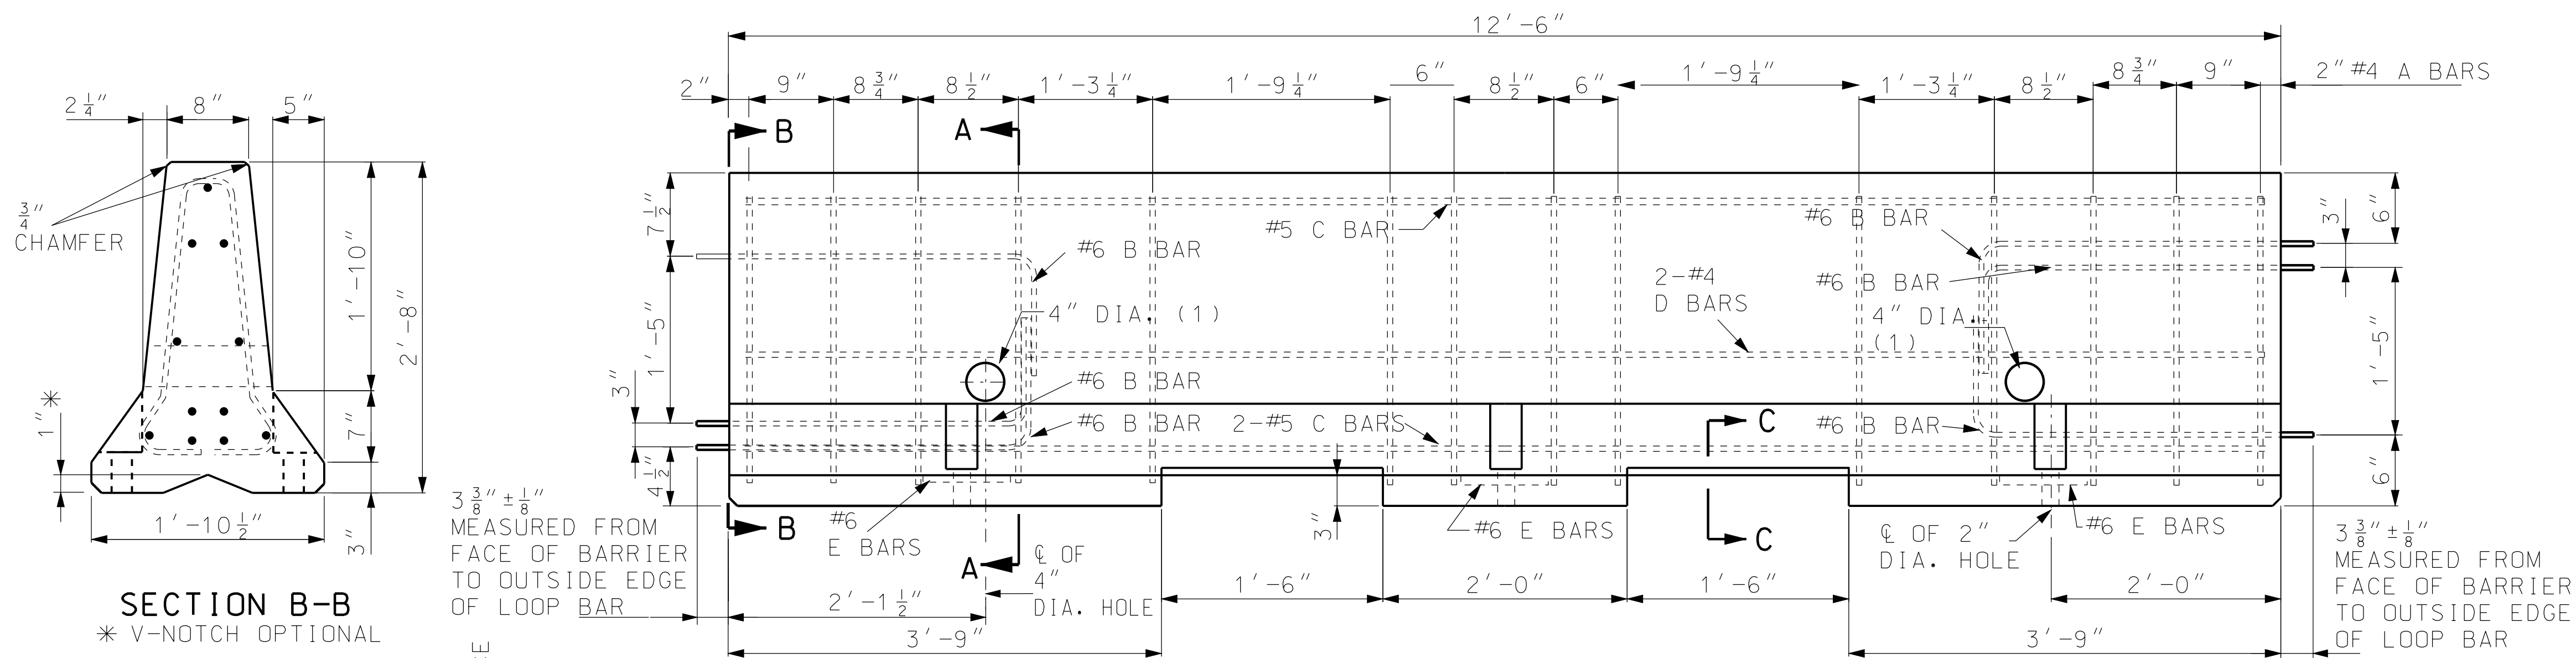 2 1/4"
8"
5"
3/4"
CHAMFER
1'-10"
2'-8"
1"*
7"
3"
1'-10 1/2"
SECTION B-B
* V-NOTCH OPTIONAL
12'-6"
2"
9"
8 3/4"
8 1/2"
1'-3 1/4"
1'-9 1/4"
6"
8 1/2"
6"
1'-9 1/4"
1'-3 1/4"
8 1/2"
8 3/4"
9"
2" #4 A BARS
B
A
7 1/2"
1'-5"
3"
4 1/2"
#6 B BAR
#5 C BAR
4" DIA. (1)
#6 B BAR
#6 B BAR
2-#5 C BARS
2-#4
D BARS
#6 B BAR
#6 B BAR
4" DIA.
(1)
#6 B BAR
C
C
6"
3"
1'-5"
6"
3 3/8" ± 1/8"
MEASURED FROM
FACE OF BARRIER
TO OUTSIDE EDGE
OF LOOP BAR
B
#6
E BARS
A
℄ OF
4"
DIA. HOLE
3"
#6 E BARS
℄ OF 2"
DIA. HOLE
#6 E BARS
3 3/8" ± 1/8"
MEASURED FROM
FACE OF BARRIER
TO OUTSIDE EDGE
OF LOOP BAR
2'-1 1/2"
1'-6"
2'-0"
1'-6"
2'-0"
3'-9"
3'-9"